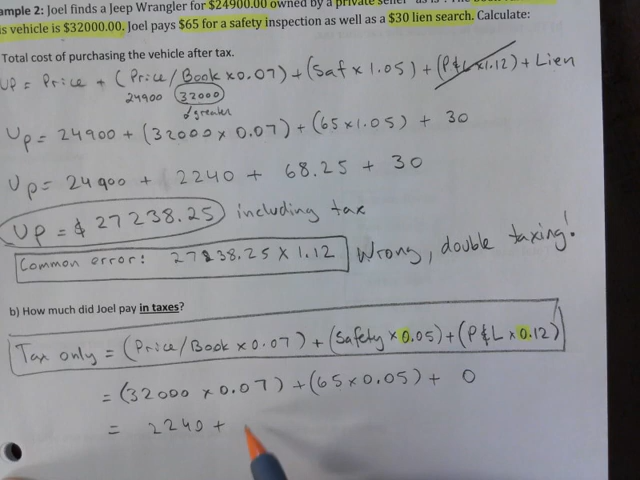 ample 2: Joel finds a Jeep Wrangler for $24900.00 owned by a private seller "as is". The book
is vehicle is $32000.00. Joel pays $65 for a safety inspection as well as a $30 lien search. Calculate:
Total cost of purchasing the vehicle after tax.
UP = Price + (Price/Book x 0.07) + (Saf x 1.05) + (P&L x 1.12) + Lien
24900 32000
greater
Up = 24900 + (32000 x 0.07) + (65 x 1.05) + 30
Up = 24900 + 2240 + 68.25 + 30
UP = $ 27238.25 including tax
Common error: 27238.25 x 1.12 Wrong, double taxing!
b) How much did Joel pay in taxes?
Tax only = (Price/Book x 0.07) + (Safety x 0.05) + (P&L x 0.12)
= (32000 x 0.07) + (65 x 0.05) + 0
= 2240 +